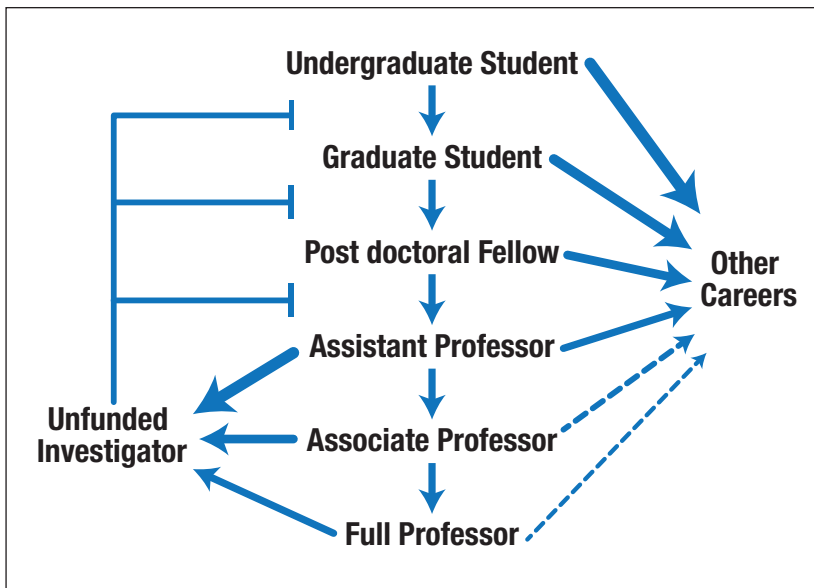 Undergraduate Student
Graduate Student
Post doctoral Fellow
Other
Careers
Assistant Professor
Unfunded
Investigator
Associate Professor
Full Professor